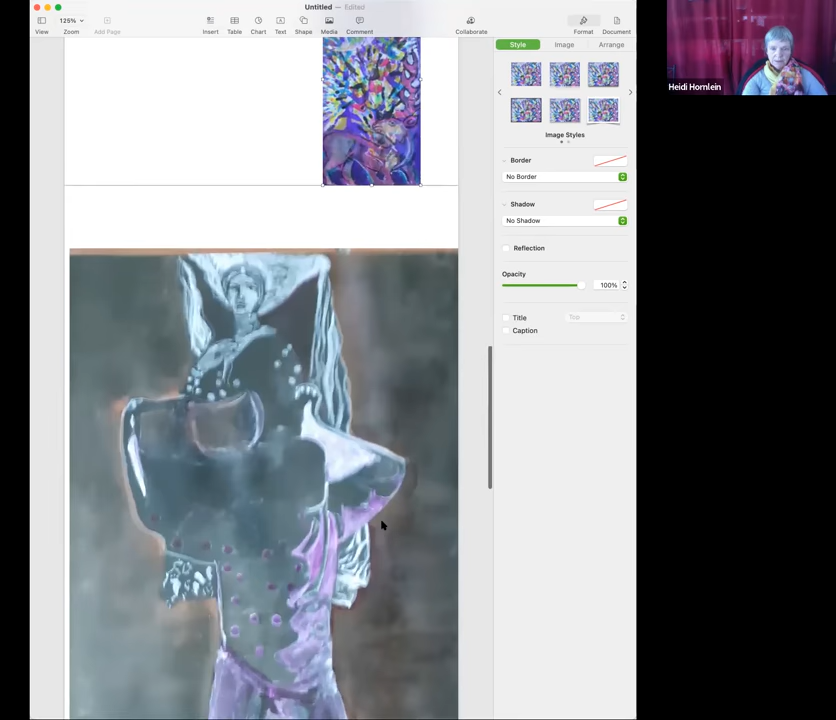 Untitled — Edited
125%
View Zoom Add Page Insert Table Chart Text Shape Media Comment Collaborate Format Document
Style Image Arrange
Image Styles
Border
No Border
Shadow
No Shadow
Reflection
Opacity
100%
Title Top
Caption
Heidi Hornlein